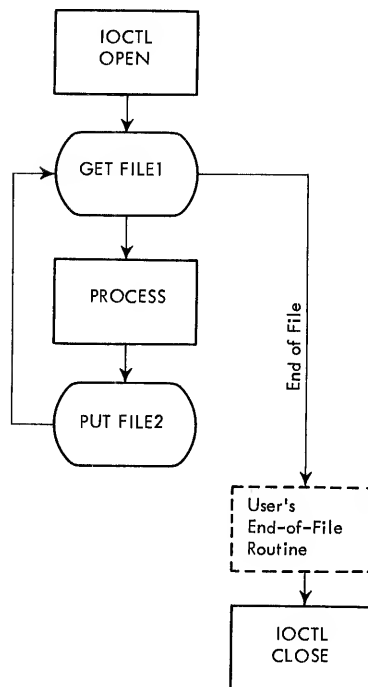 IOCTL
OPEN
GET FILE1
PROCESS
PUT FILE2
End of File
User's
End-of-File
Routine
IOCTL
CLOSE